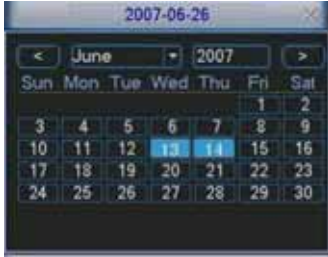 2007-06-26
< June 2007 >
Sun Mon Tue Wed Thu Fri Sat
1 2
3 4 5 6 7 8 9
10 11 12 13 14 15 16
17 18 19 20 21 22 23
24 25 26 27 28 29 30